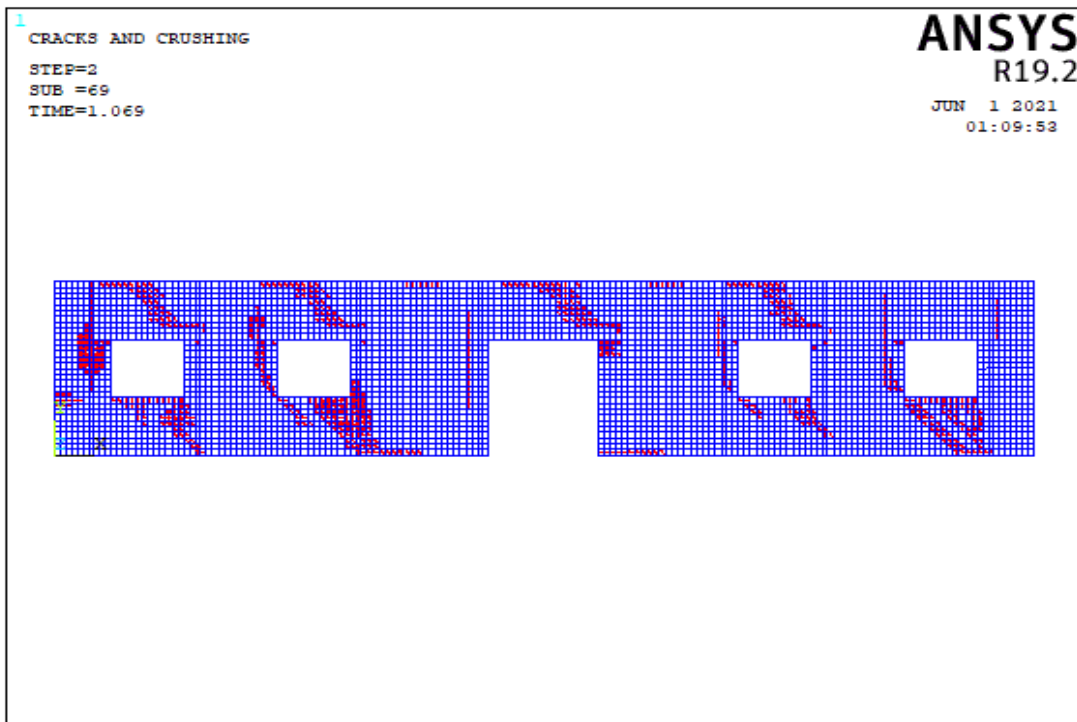 1
CRACKS AND CRUSHING
STEP=2
SUB =69
TIME=1.069
ANSYS
R19.2
JUN  1 2021
01:09:53
Y
Z X